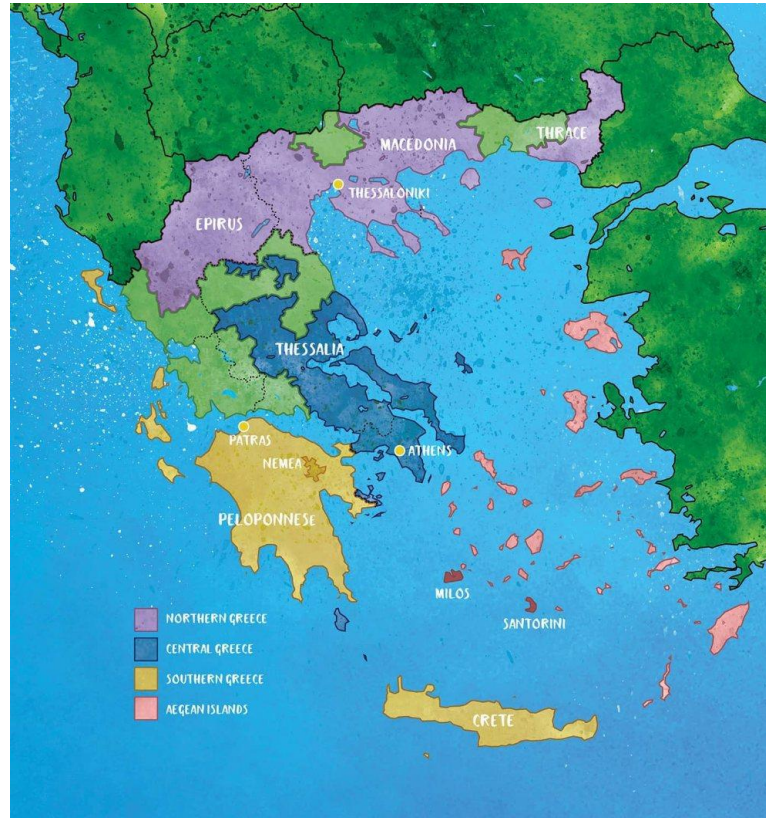 MACEDONIA
THRACE
THESSALONIKI
EPIRUS
THESSALIA
PATRAS
ATHENS
NEMEA
PELOPONNESE
MILOS
SANTORINI
NORTHERN GREECE
CENTRAL GREECE
SOUTHERN GREECE
AEGEAN ISLANDS
CRETE